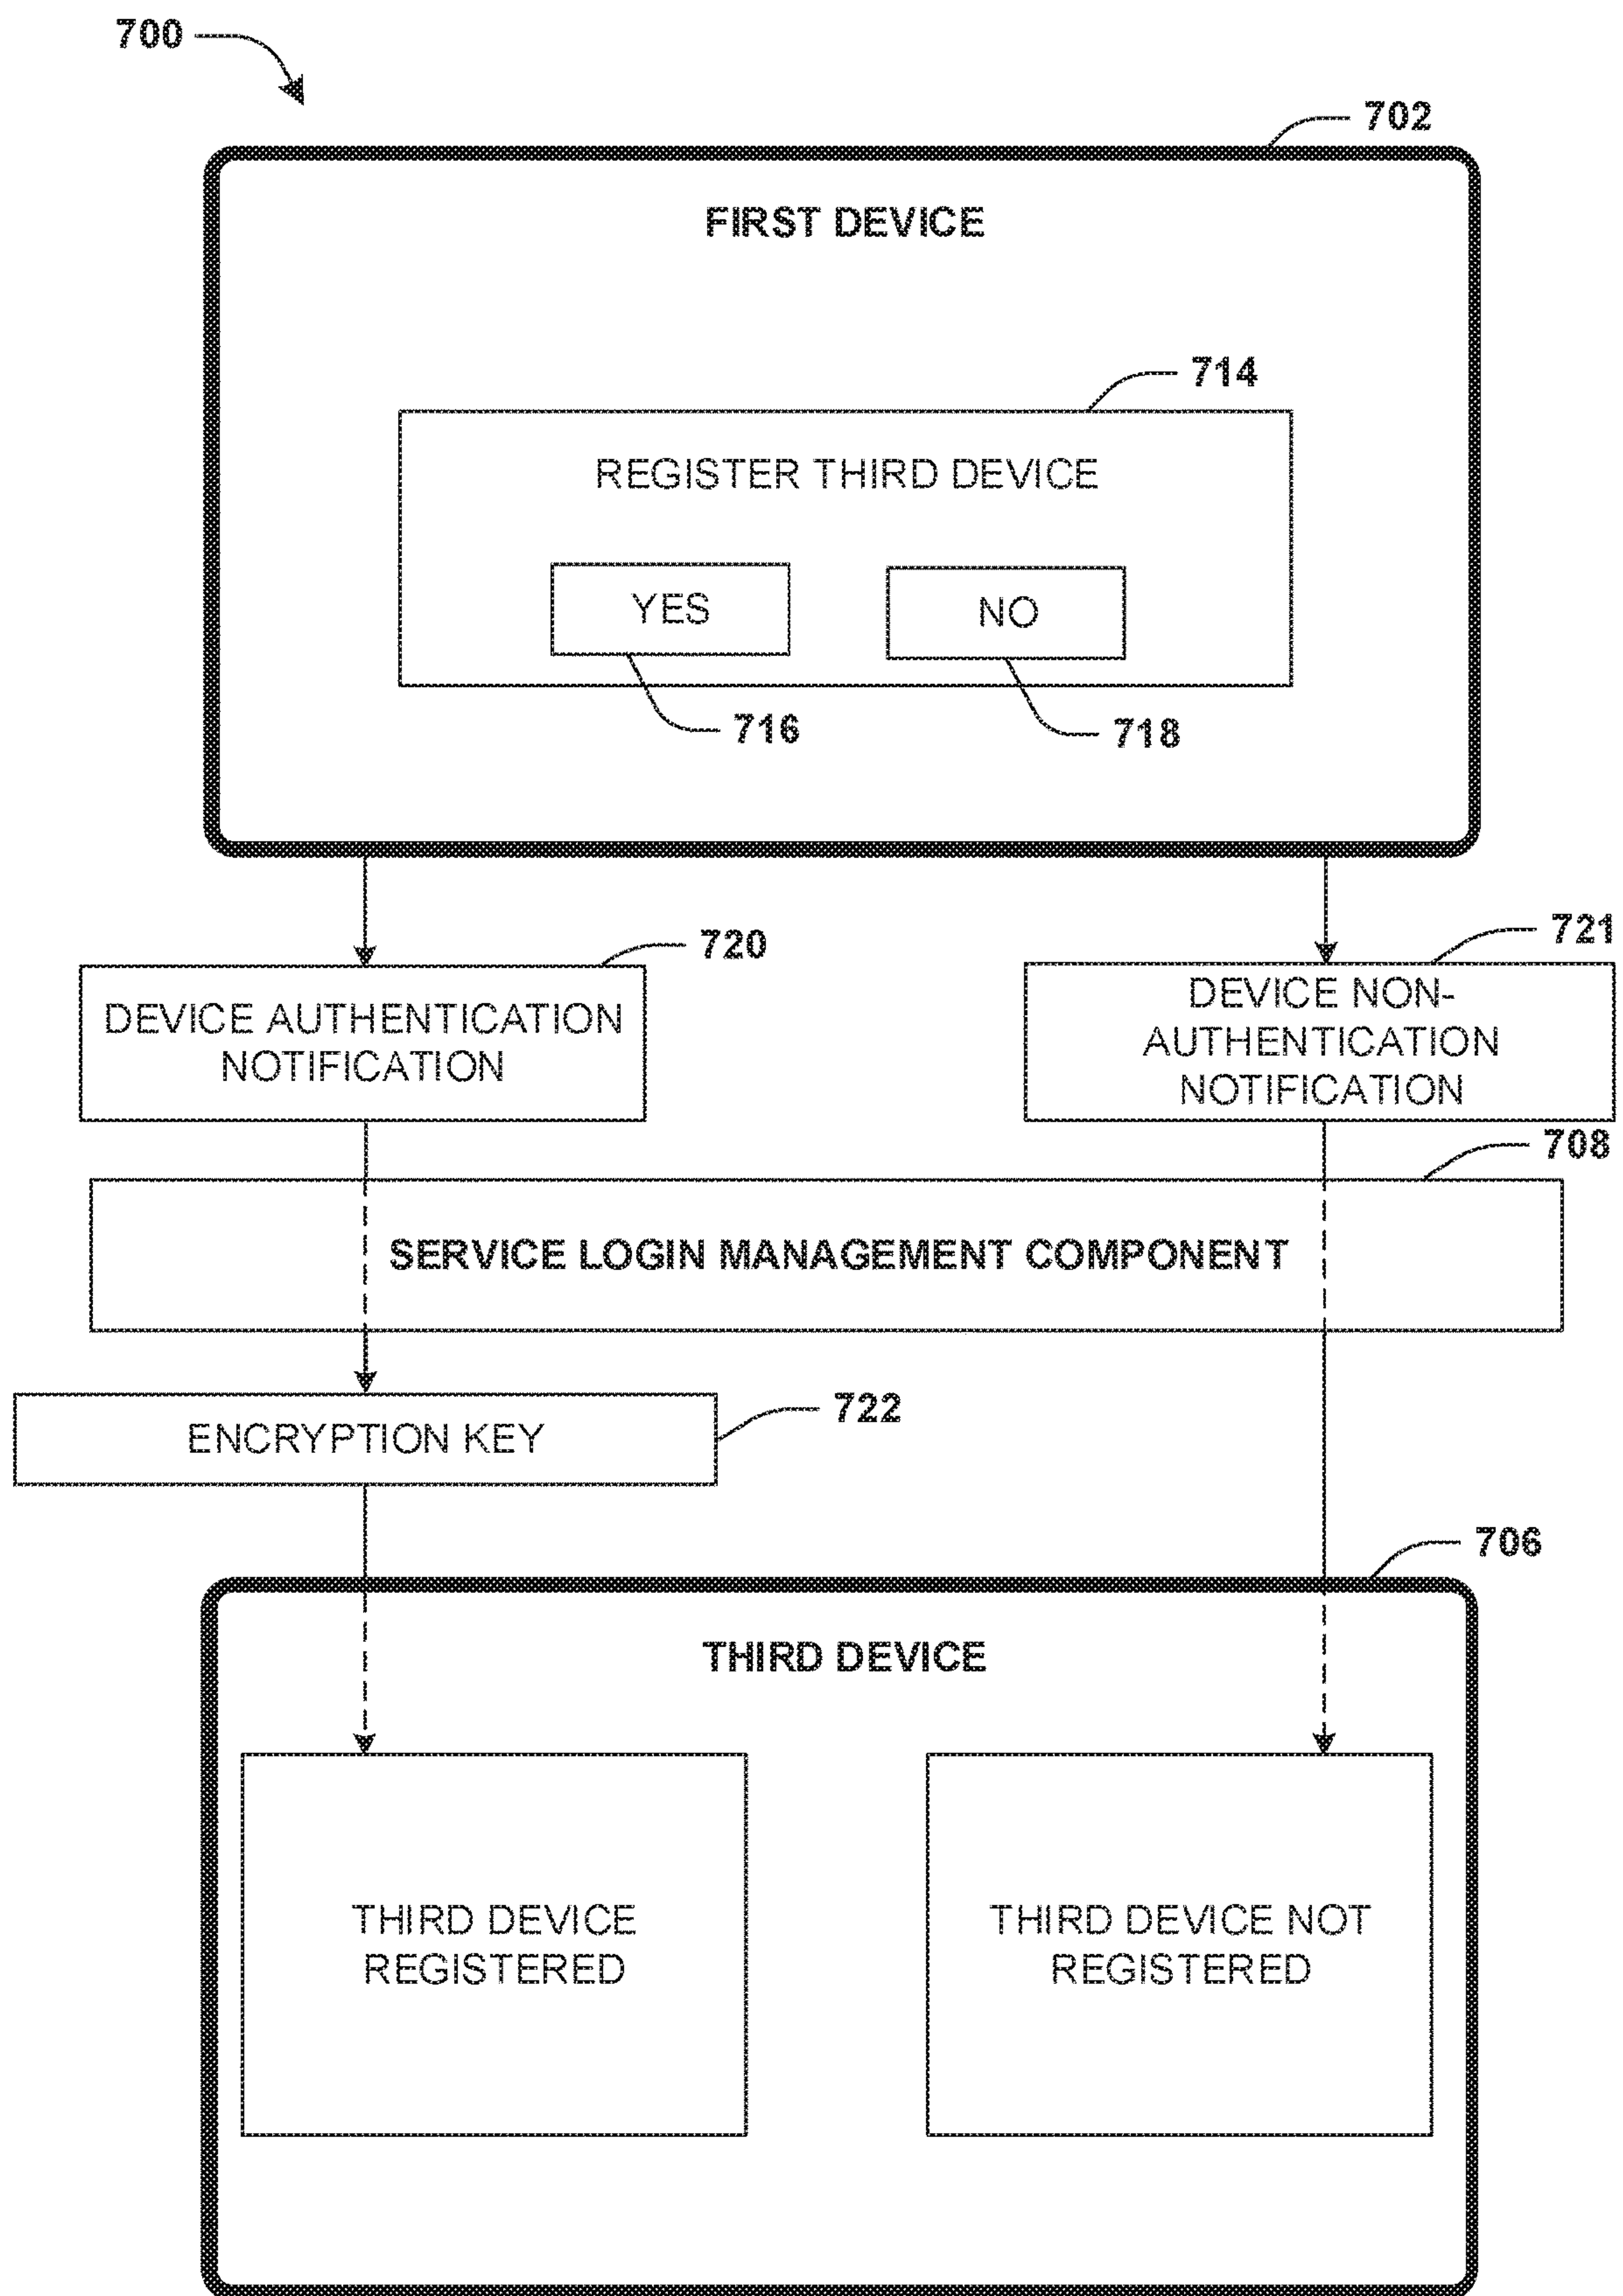 700
702
FIRST DEVICE
714
REGISTER THIRD DEVICE
YES
NO
716
718
720
721
DEVICE AUTHENTICATION
NOTIFICATION
DEVICE NON-
AUTHENTICATION
NOTIFICATION
708
SERVICE LOGIN MANAGEMENT COMPONENT
722
ENCRYPTION KEY
706
THIRD DEVICE
THIRD DEVICE
REGISTERED
THIRD DEVICE NOT
REGISTERED